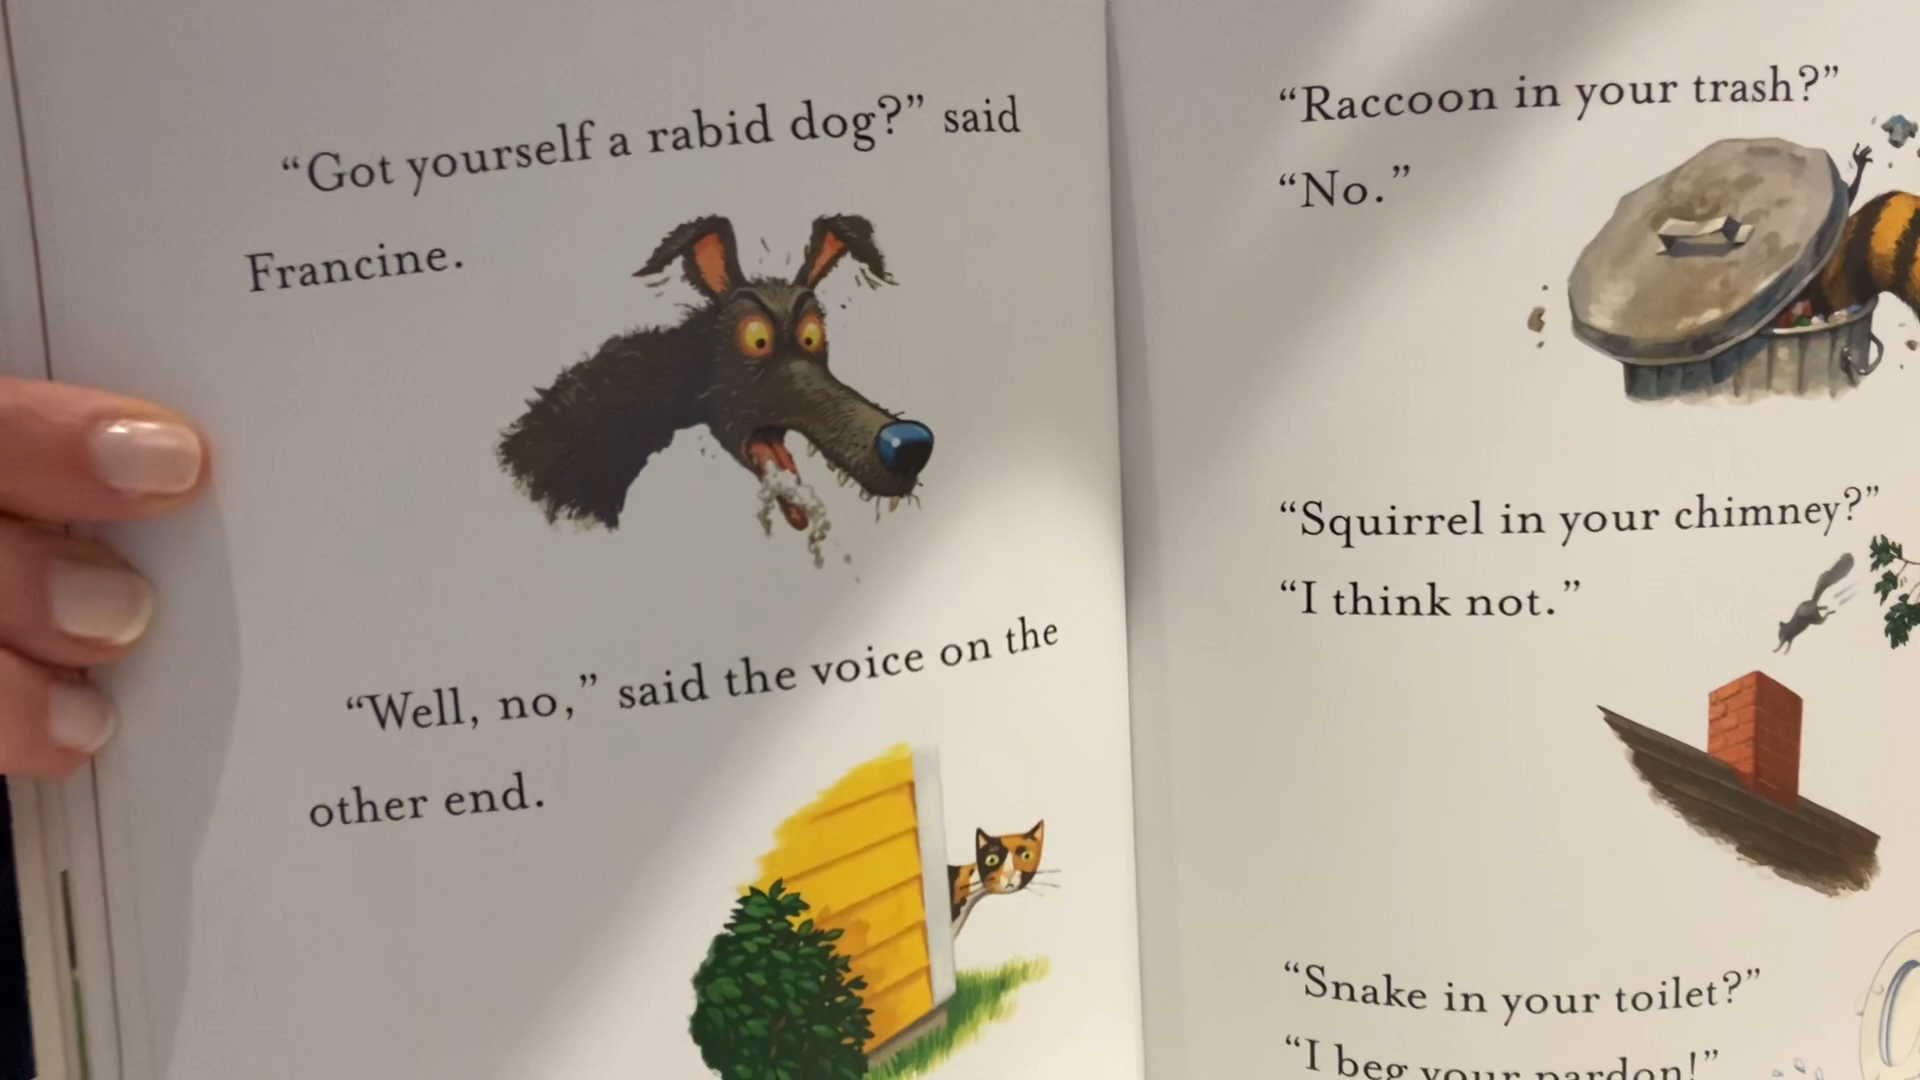 “Got yourself a rabid dog?” said
Francine.
“Well, no,” said the voice on the
other end.
“Raccoon in your trash?”
“No.”
“Squirrel in your chimney?”
“I think not.”
“Snake in your toilet?”
“I beg your pardon!”